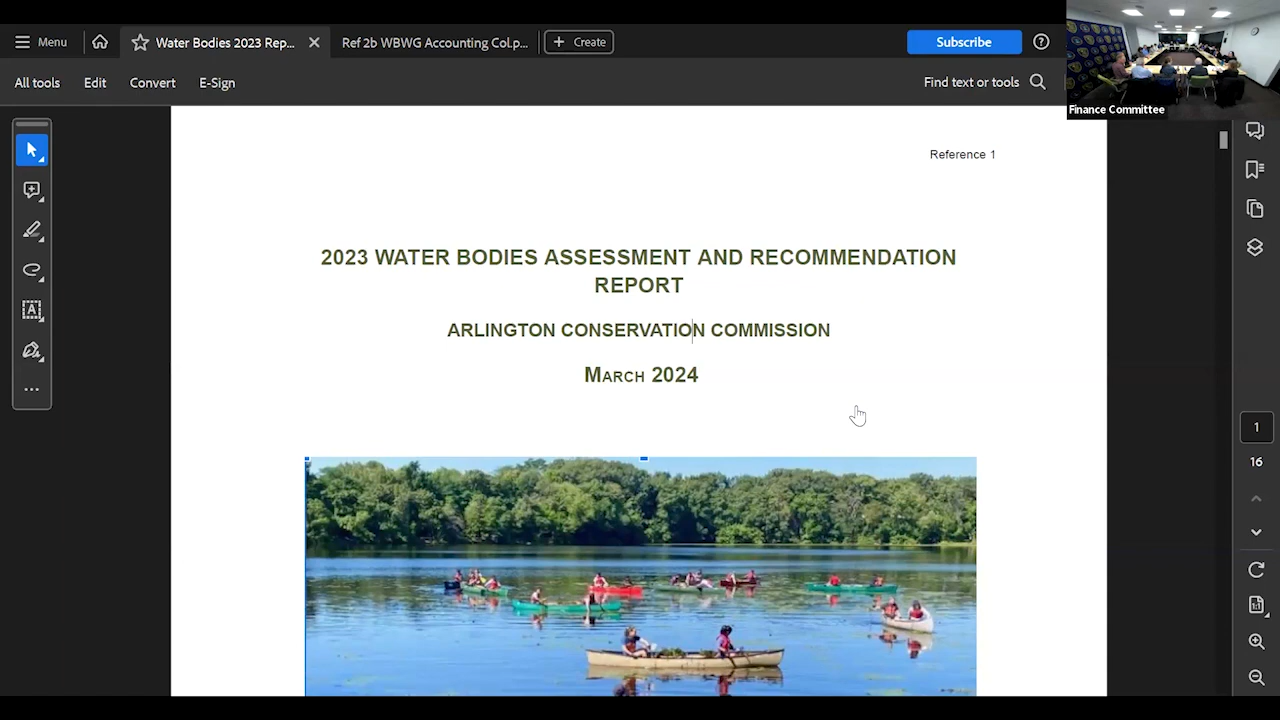 Menu
Water Bodies 2023 Rep...
Ref 2b WBWG Accounting Col.p...
Create
Subscribe
All tools
Edit
Convert
E-Sign
Find text or tools
Finance Committee
Reference 1
2023 WATER BODIES ASSESSMENT AND RECOMMENDATION
REPORT
ARLINGTON CONSERVATION COMMISSION
MARCH 2024
1
16